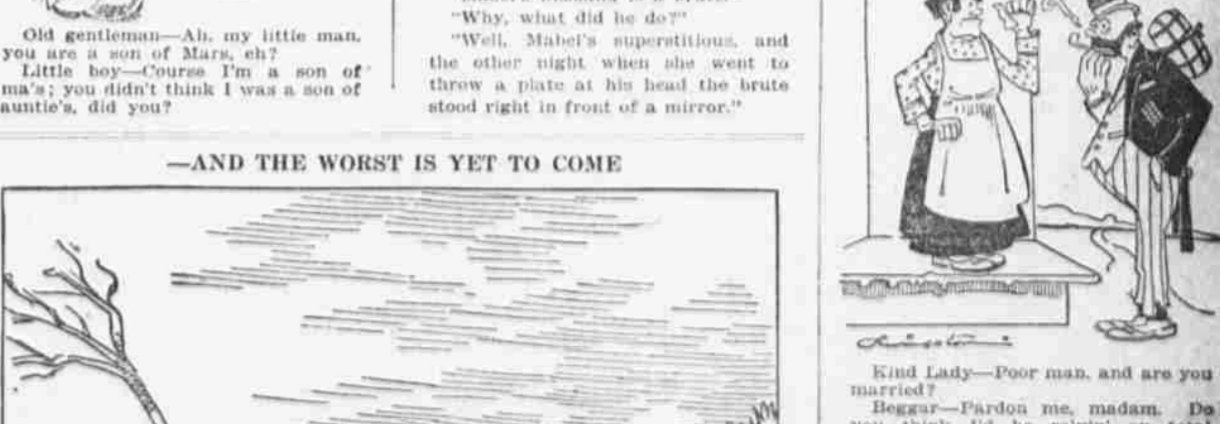 Old gentleman—Ah, my little man,
you are a son of Mars, eh?
Little boy—Course I'm a son of
ma's; you didn't think I was a son of
auntie's, did you?
"Why, what did he do?"
"Well, Mabel's superstitious, and
the other night when she went to
throw a plate at his head the brute
stood right in front of a mirror."
—AND THE WORST IS YET TO COME
Kind Lady—Poor man, and are you
married?
Beggar—Pardon me, madam. Do